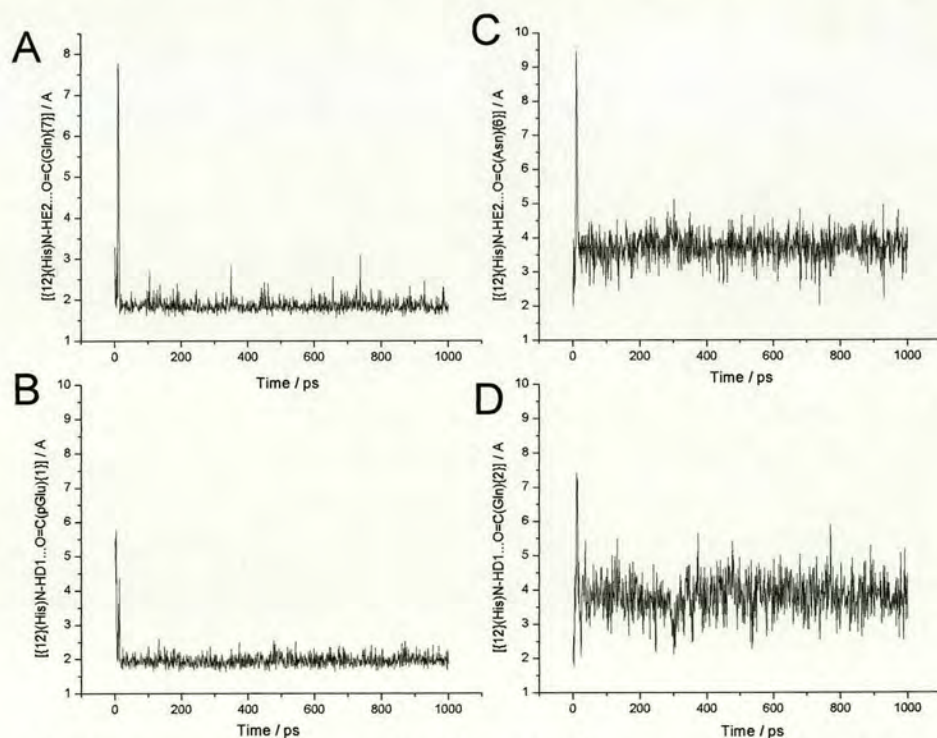 A
[{12}(His)N-HE2...O=C(Gln){7}] / A
8
7
6
5
4
3
2
1
0 200 400 600 800 1000
Time / ps
B
[{12}(His)N-HD1...O=C(pGlu){1}] / A
10
9
8
7
6
5
4
3
2
1
0 200 400 600 800 1000
Time / ps
C
[{12}(His)N-HE2...O=C(Asn){6}] / A
10
9
8
7
6
5
4
3
2
1
0 200 400 600 800 1000
Time / ps
D
[{12}(His)N-HD1...O=C(Gln){2}] / A
10
9
8
7
6
5
4
3
2
1
0 200 400 600 800 1000
Time / ps